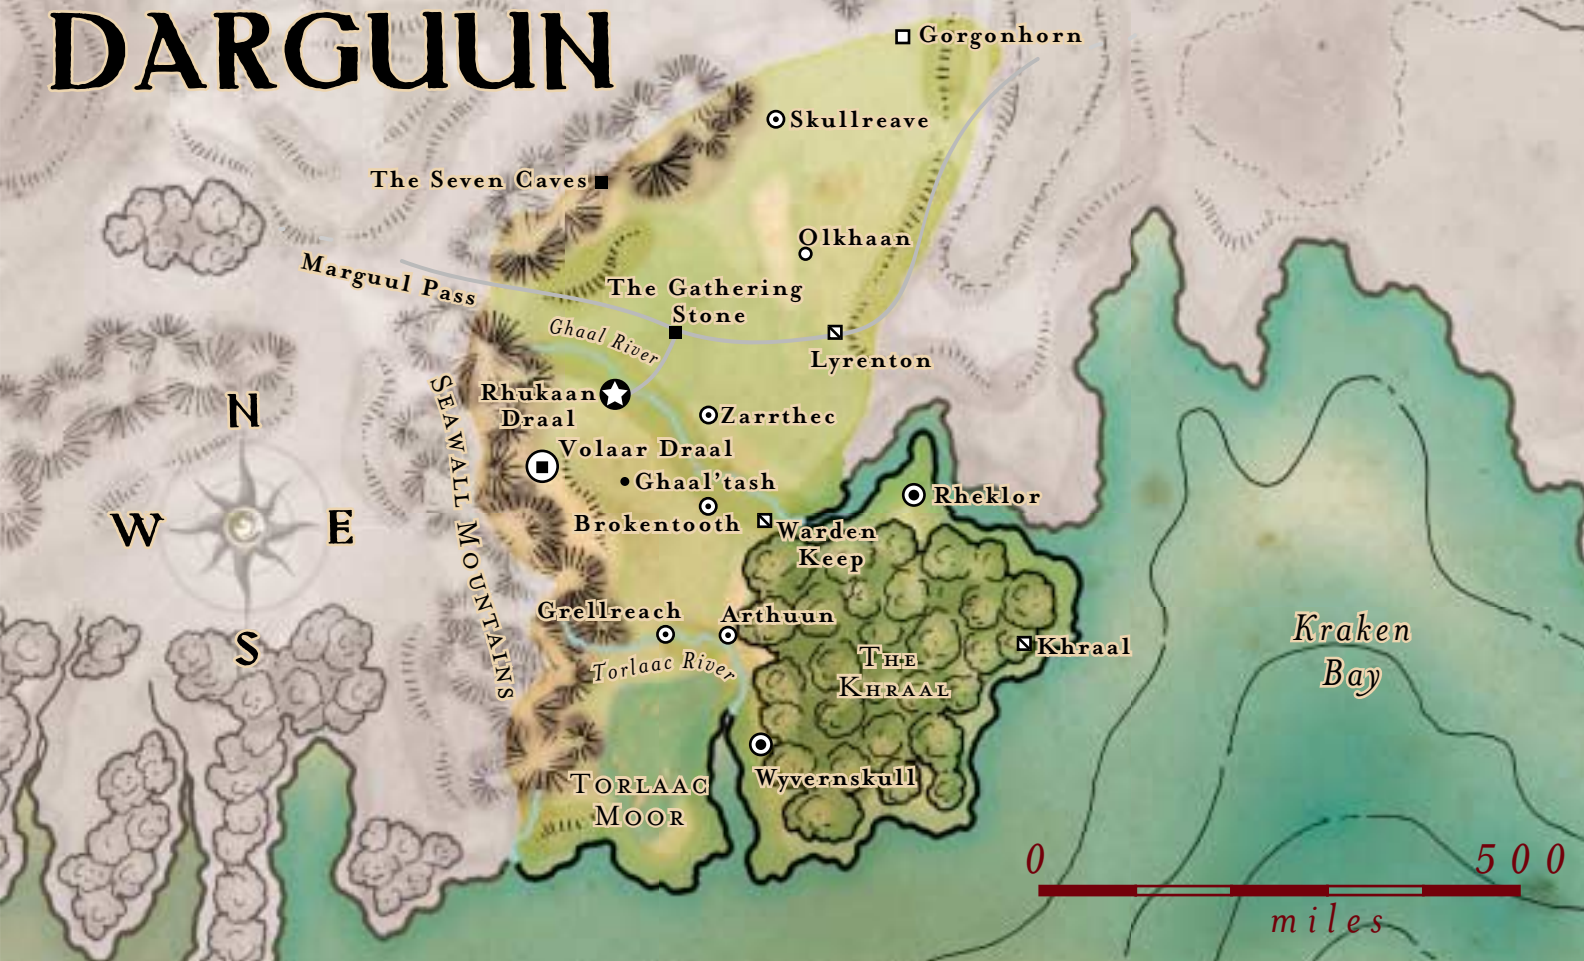 DARGUUN
Gorgonhorn
Skullreave
The Seven Caves
Olkhaan
Marguul Pass
The Gathering
Stone
Ghaal River
Lyrenton
Rhukaan
Draal
Zarrthec
Volaar Draal
Ghaal'tash
Brokentooth
Rheklor
Warden
Keep
Seawall Mountains
N
W
E
S
Grellreach
Arthuun
Torlaac River
The
Khraal
Khraal
Kraken
Bay
Wyvernskull
Torlaac
Moor
0
500
miles